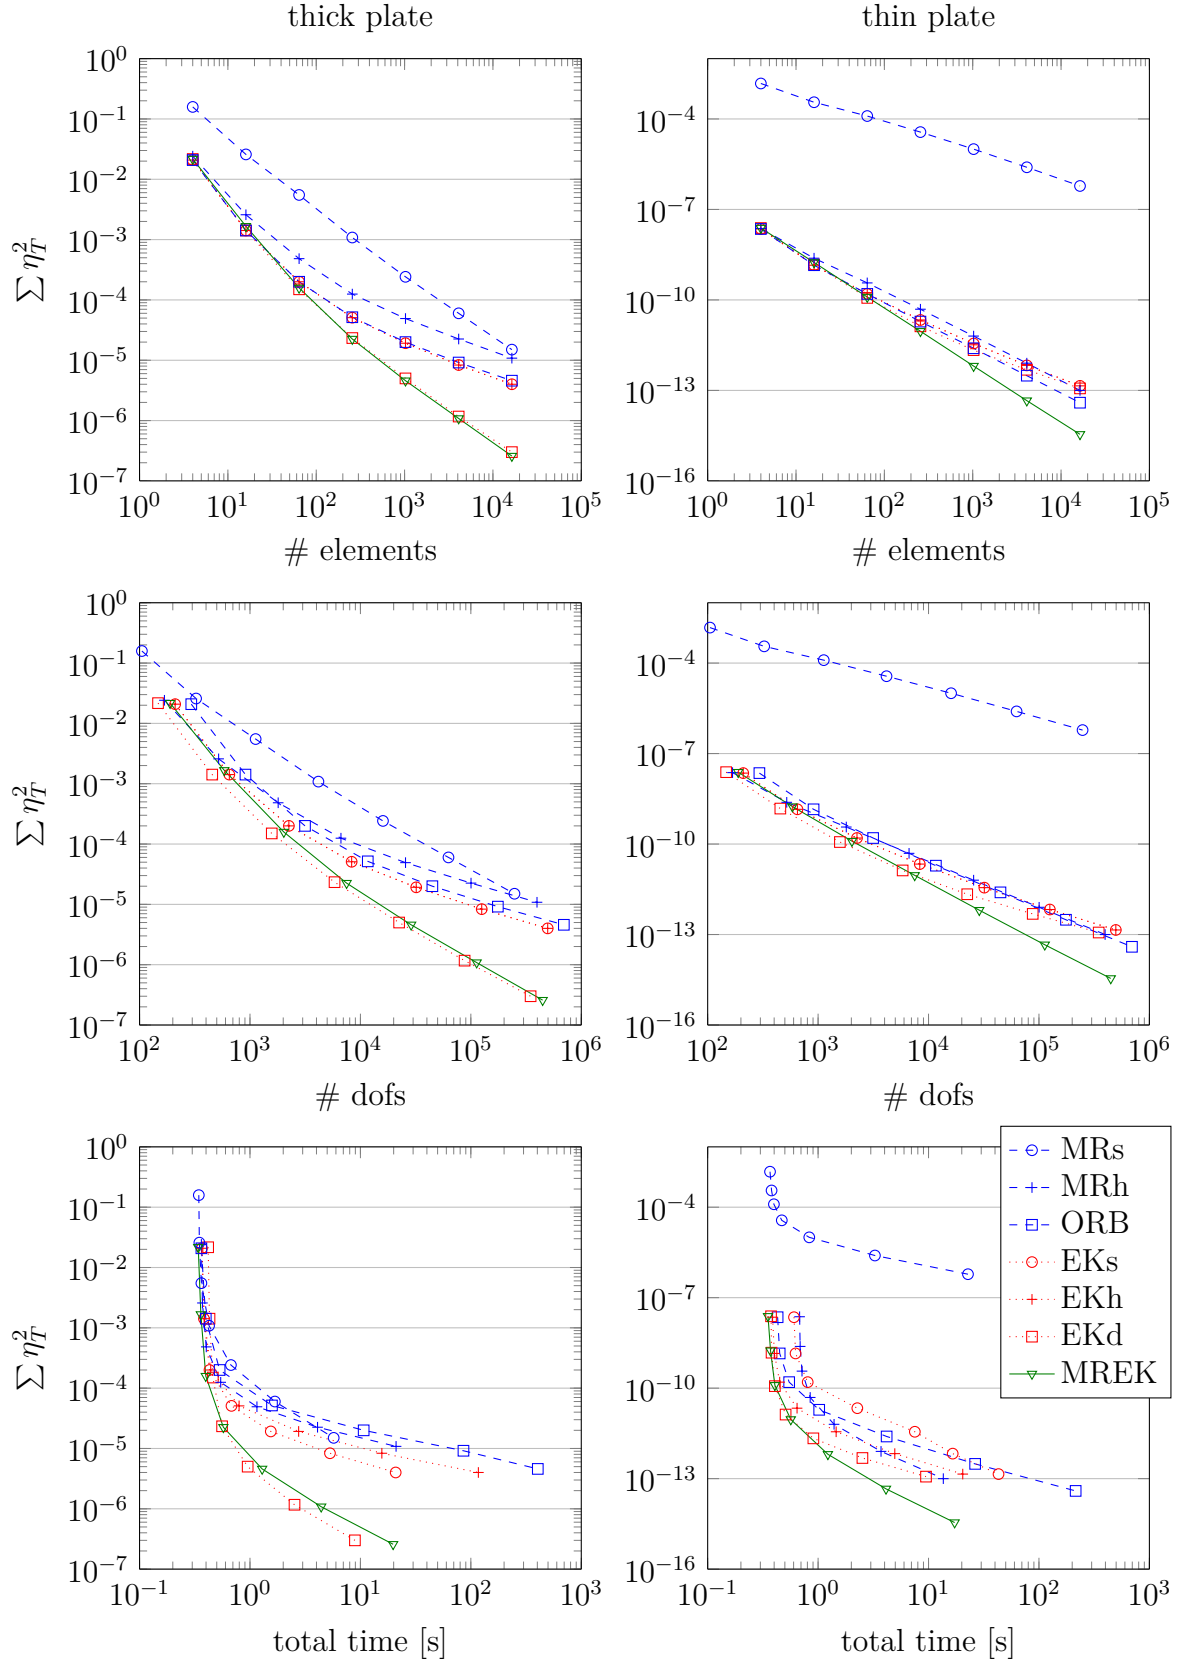 thick plate
thin plate
10^0
10^{-1}
10^{-2}
10^{-3}
10^{-4}
10^{-5}
10^{-6}
10^{-7}
∑ η_T^2
10^0 10^1 10^2 10^3 10^4 10^5
# elements
10^{-4}
10^{-7}
10^{-10}
10^{-13}
10^{-16}
10^0 10^1 10^2 10^3 10^4 10^5
# elements
10^0
10^{-1}
10^{-2}
10^{-3}
10^{-4}
10^{-5}
10^{-6}
10^{-7}
∑ η_T^2
10^2 10^3 10^4 10^5 10^6
# dofs
10^{-4}
10^{-7}
10^{-10}
10^{-13}
10^{-16}
10^2 10^3 10^4 10^5 10^6
# dofs
10^0
10^{-1}
10^{-2}
10^{-3}
10^{-4}
10^{-5}
10^{-6}
10^{-7}
∑ η_T^2
10^{-1} 10^0 10^1 10^2 10^3
total time [s]
10^{-4}
10^{-7}
10^{-10}
10^{-13}
10^{-16}
10^{-1} 10^0 10^1 10^2 10^3
total time [s]
MRs
MRh
ORB
EKs
EKh
EKd
MREK